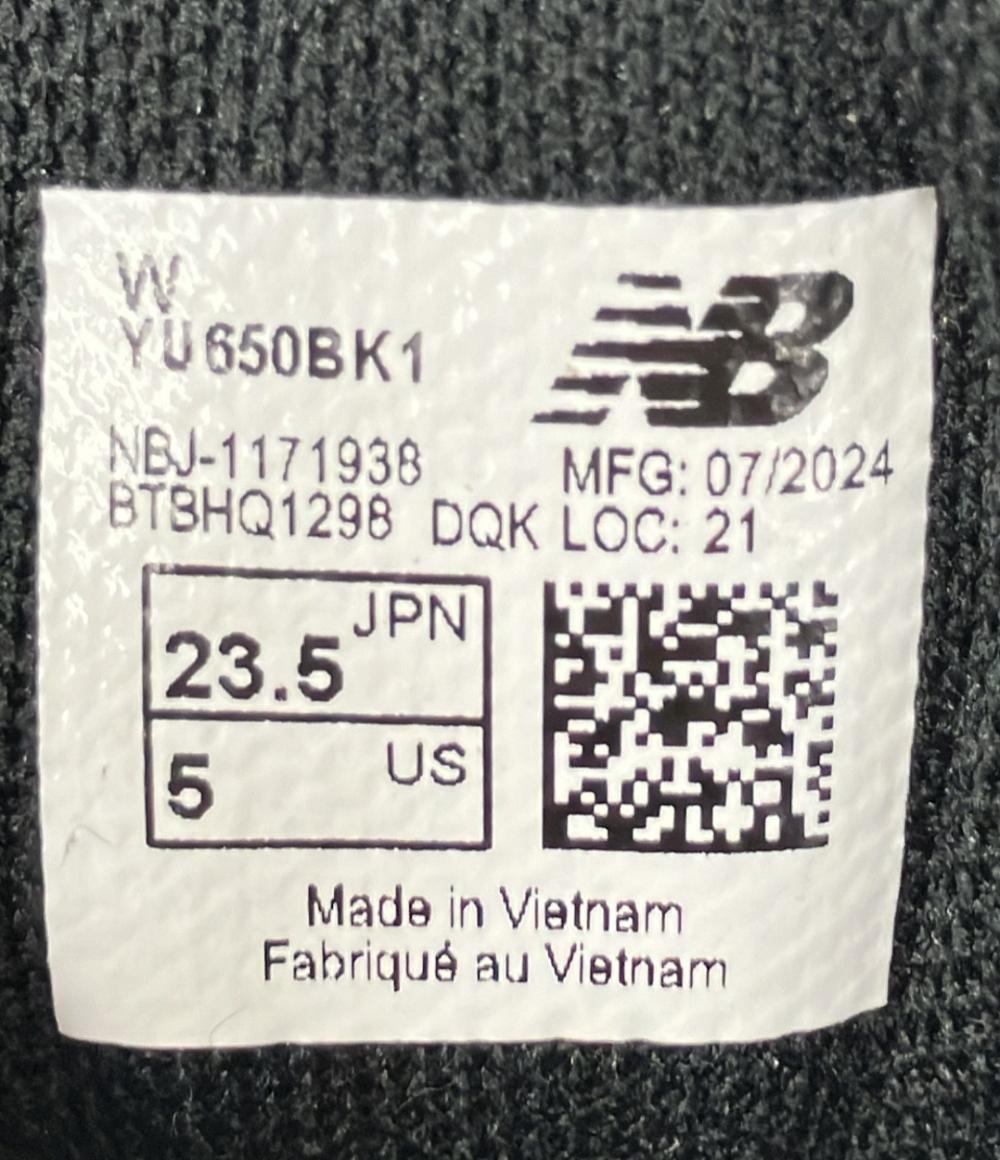 W
YU650BK1
NB
NBJ-1171938
MFG: 07/2024
BTBHQ1298 DQK LOC: 21
JPN
23.5
US
5
Made in Vietnam
Fabriqué au Vietnam